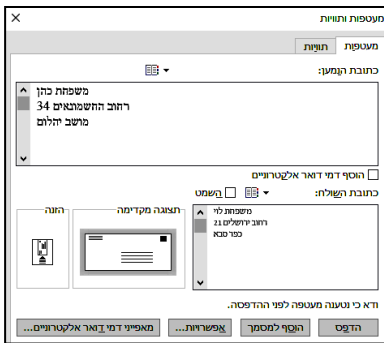 מעטפות ותוויות
מעטפות
תוויות
כתובת הנמען:
משפחת כהן
רחוב החשמונאים 34
מושב יהלום
הוסף דמי דואר אלקטרוניים
כתובת השולח:
השמט
משפחת לוי
רחוב ירושלים 21
כפר סבא
תצוגה מקדימה
הזנה
ודא כי נטענה מעטפה לפני ההדפסה.
הדפס
הוסף למסמך
אפשרויות...
מאפייני דמי דואר אלקטרוניים...